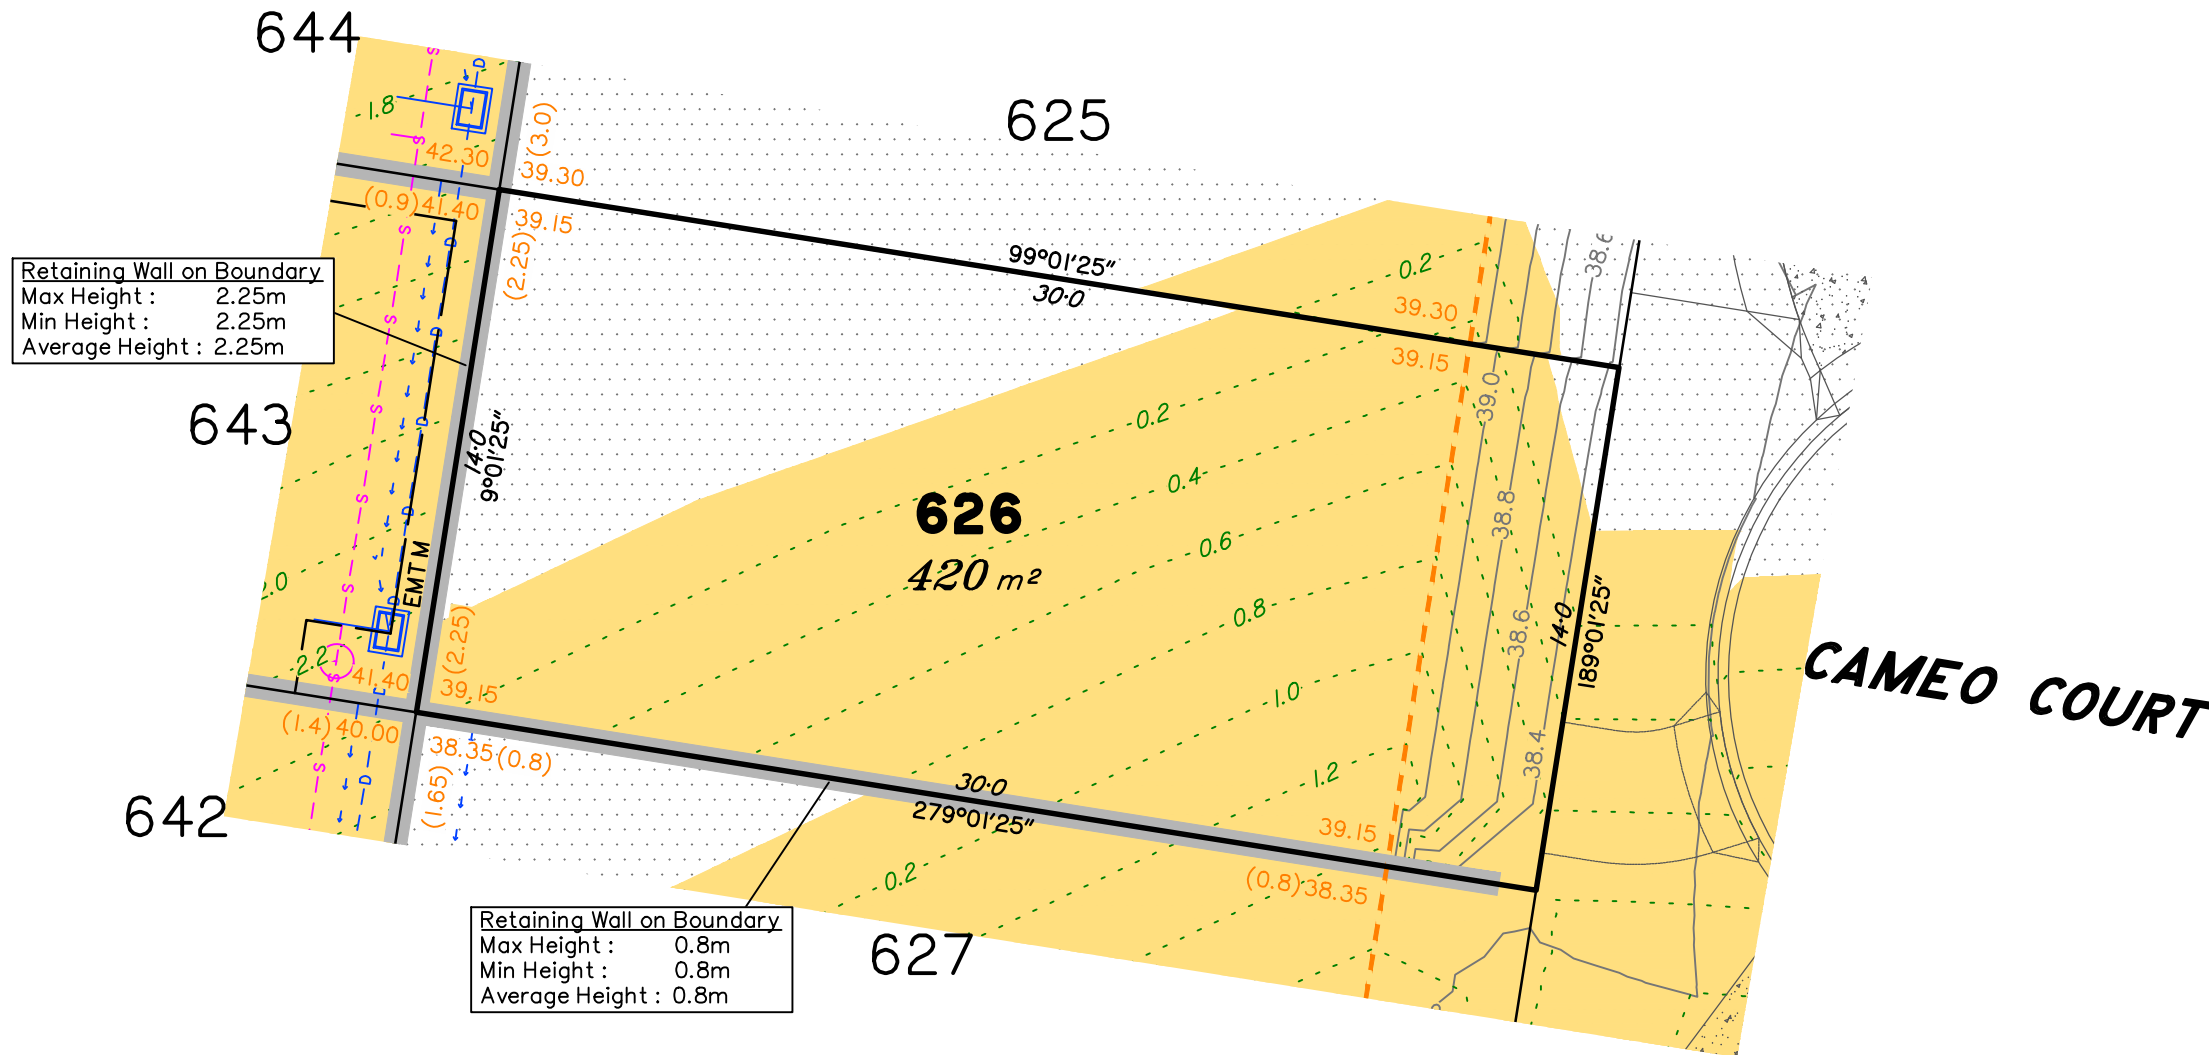 644
625
1.8
42.30
(3.0)
39.30
(0.9) 41.40
39.15
(2.25)
99°01'25"
30·0
0.2
38.6
39.30
39.15
Retaining Wall on Boundary
Max Height : 2.25m
Min Height : 2.25m
Average Height : 2.25m
643
14·0
9°01'25"
0.2
39.0
0.4
626
420 m²
38.8
0.6
0.8
38.6
14·0
189°01'25"
EMT M
2.2
41.40
(2.25)
39.15
1.0
CAMEO COURT
38.4
1.2
(1.4) 40.00
38.35 (0.8)
(1.65)
30·0
279°01'25"
39.15
642
(0.8) 38.35
0.2
627
Retaining Wall on Boundary
Max Height : 0.8m
Min Height : 0.8m
Average Height : 0.8m
S
S
S
S
S
S
S
S
S
S
D
D
D
D
D
D
D